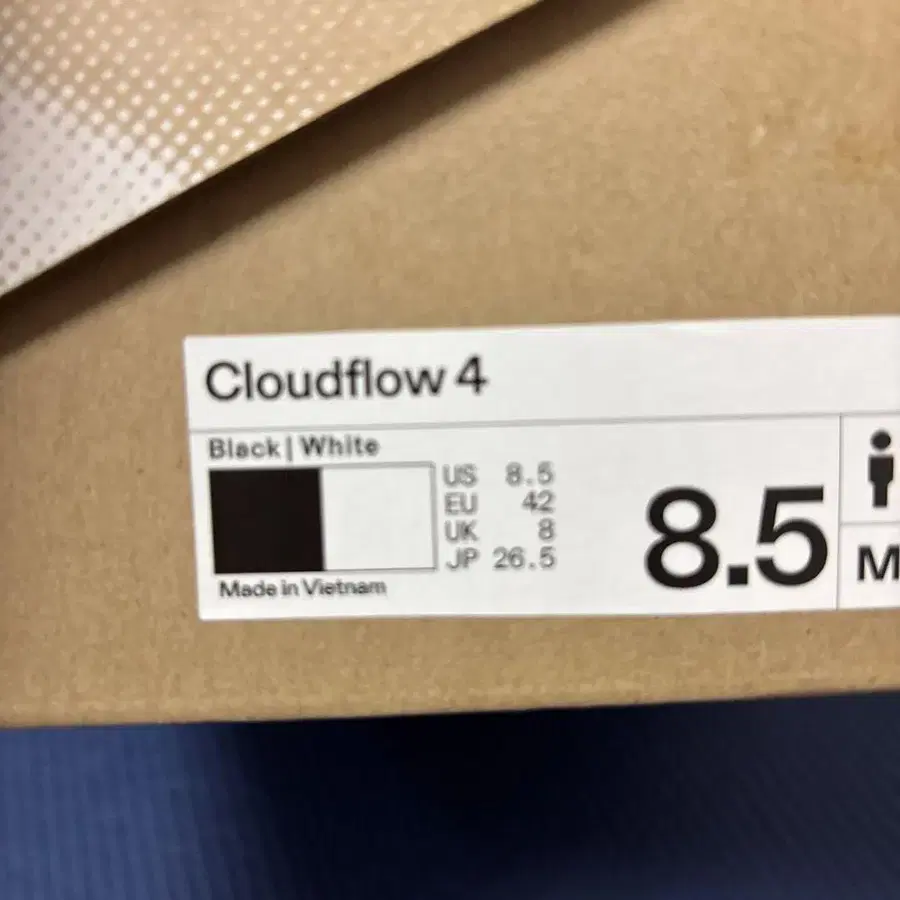 Cloudflow 4
Black | White
US 8.5
EU 42
UK 8
JP 26.5
8.5
M
Made in Vietnam